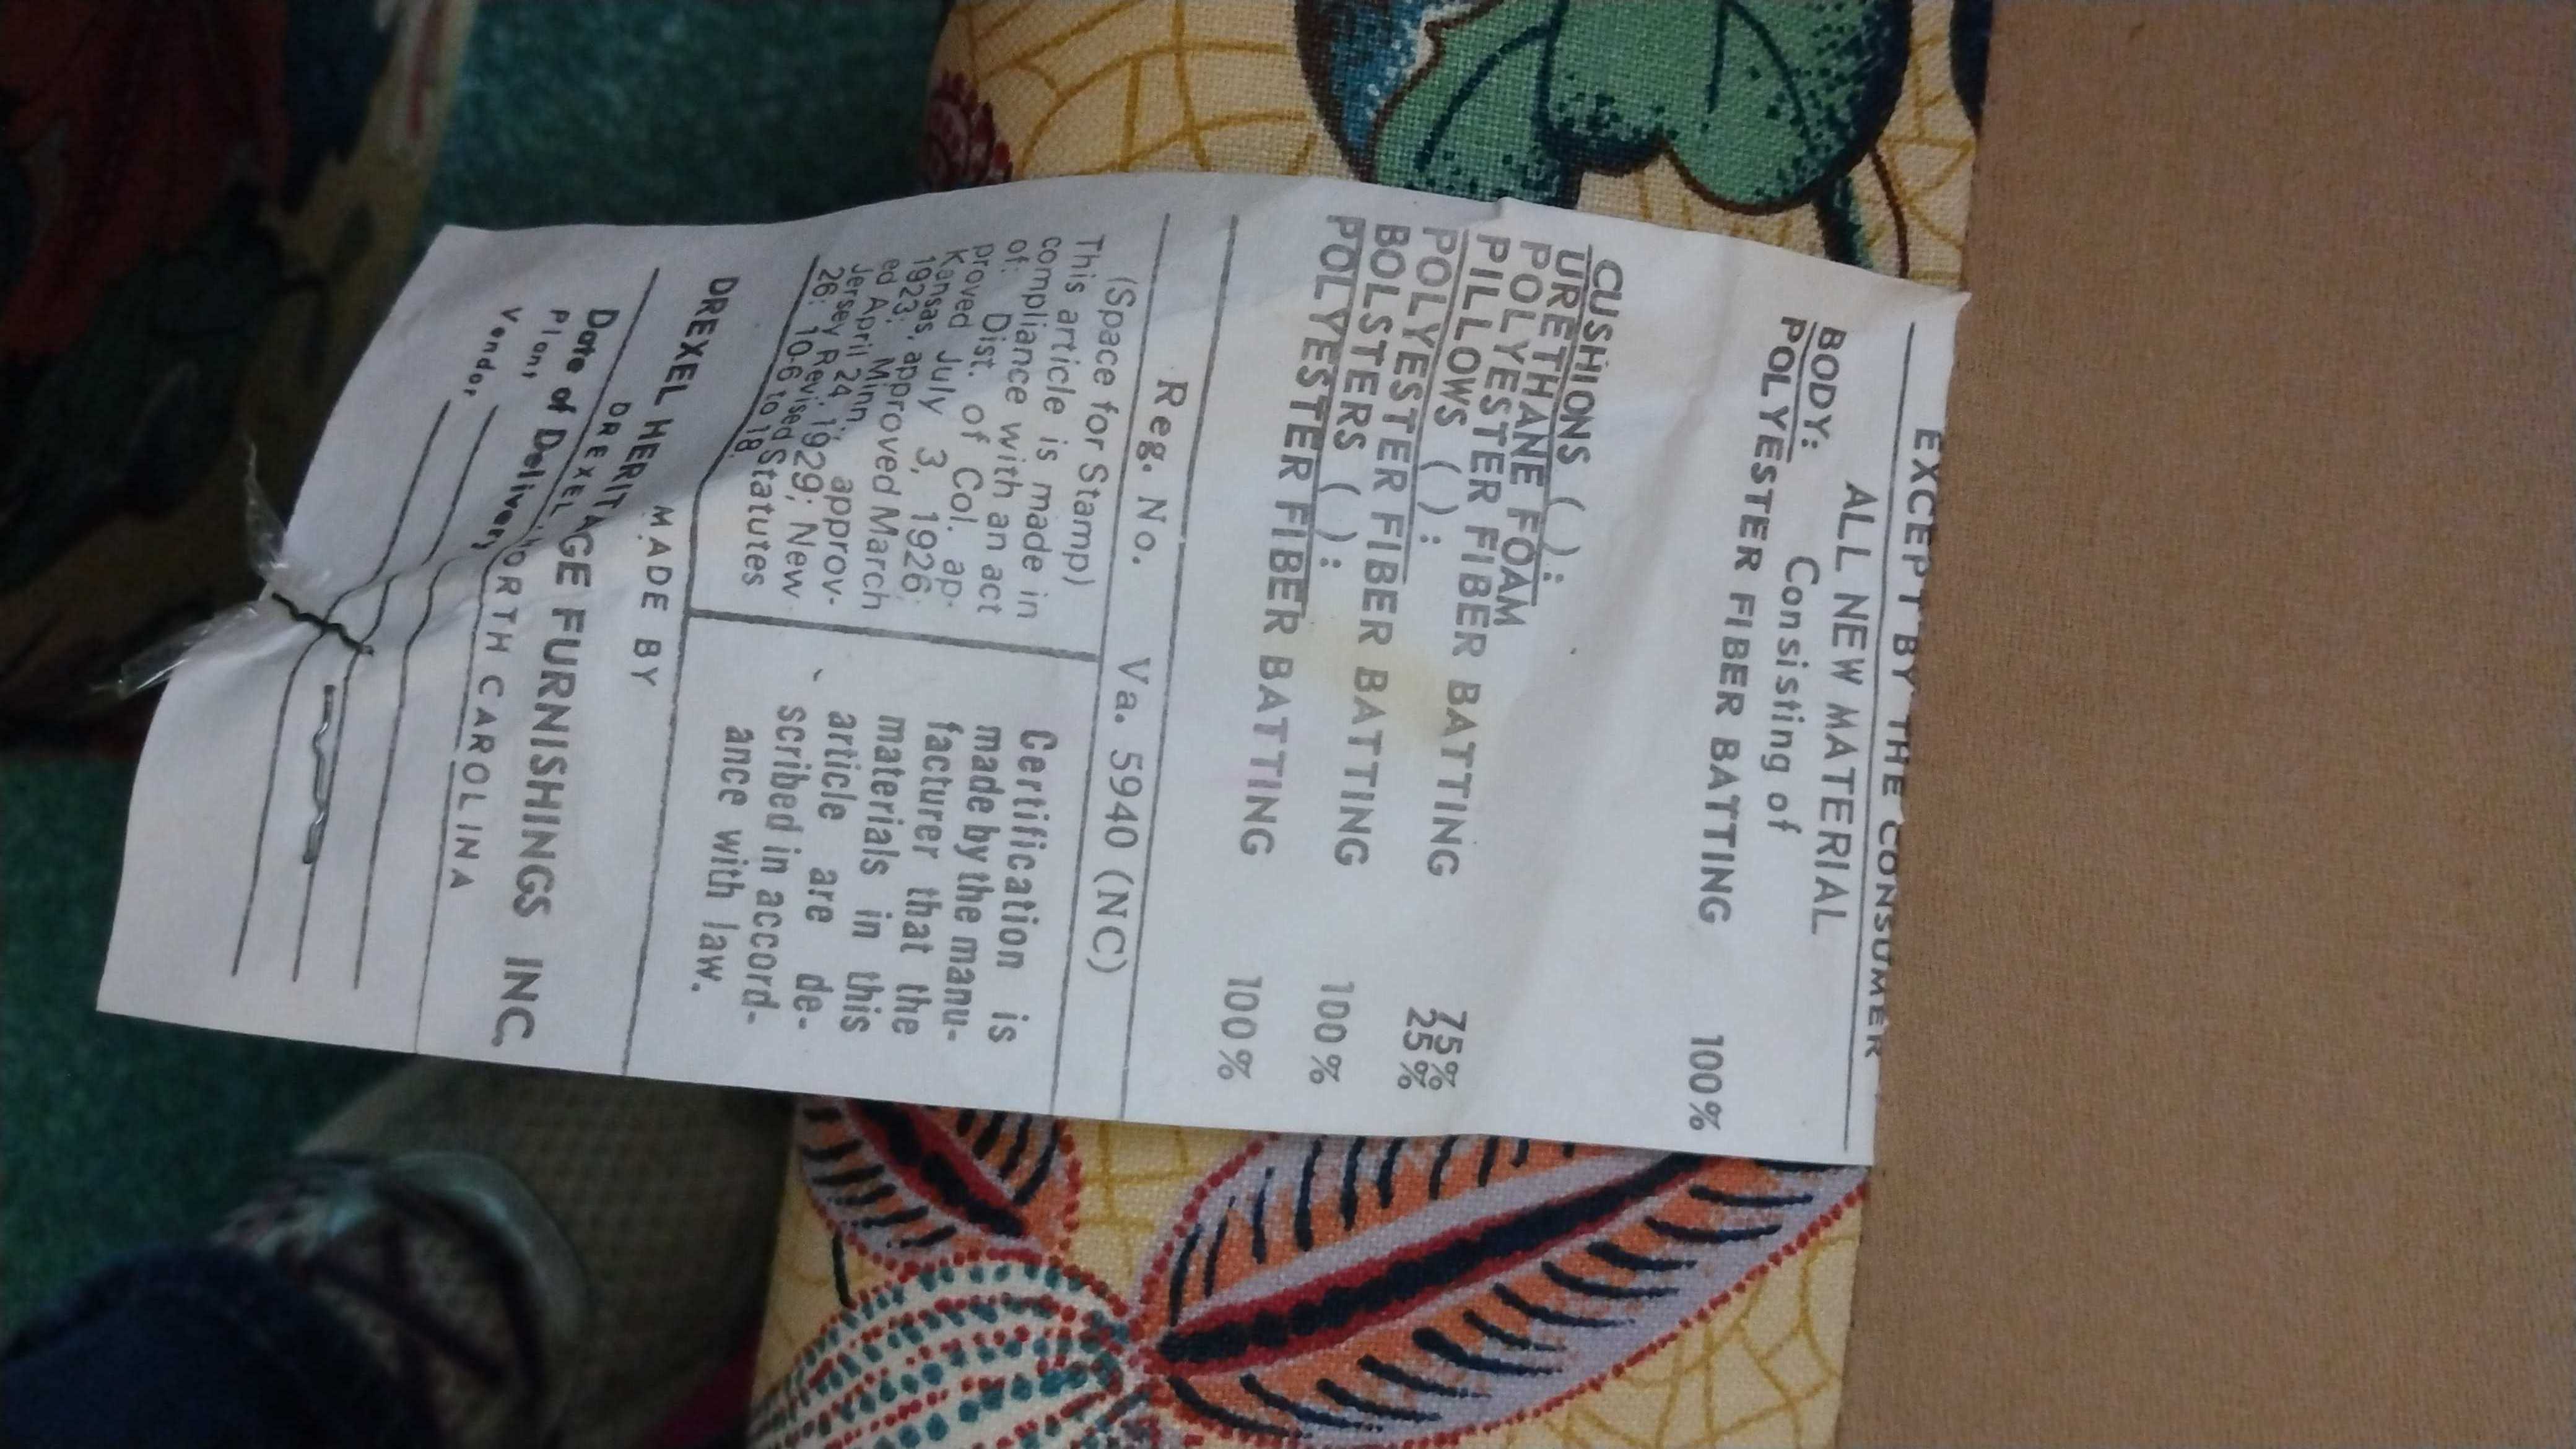 EXCEPT BY THE CONSUMER
ALL NEW MATERIAL
Consisting of
BODY:
POLYESTER FIBER BATTING 100%
CUSHIONS ( ):
URETHANE FOAM 75%
POLYESTER FIBER BATTING 25%
PILLOWS ( ):
POLYESTER FIBER BATTING 100%
BOLSTERS ( ):
POLYESTER FIBER BATTING 100%
Reg. No. Va. 5940 (NC)
(Space for Stamp)
This article is made in
compliance with an act
of: Dist. of Col. ap-
proved July 3, 1926;
Kansas, approved March
1923; Minn., approv-
ed April 24, 1929; New
Jersey Revised Statutes
26: 10-6 to 18.
Certification is
made by the manu-
facturer that the
materials in this
article are de-
scribed in accord-
ance with law.
MADE BY
DREXEL HERITAGE FURNISHINGS INC.
DREXEL, NORTH CAROLINA
Date of Delivery
Plant
Vendor